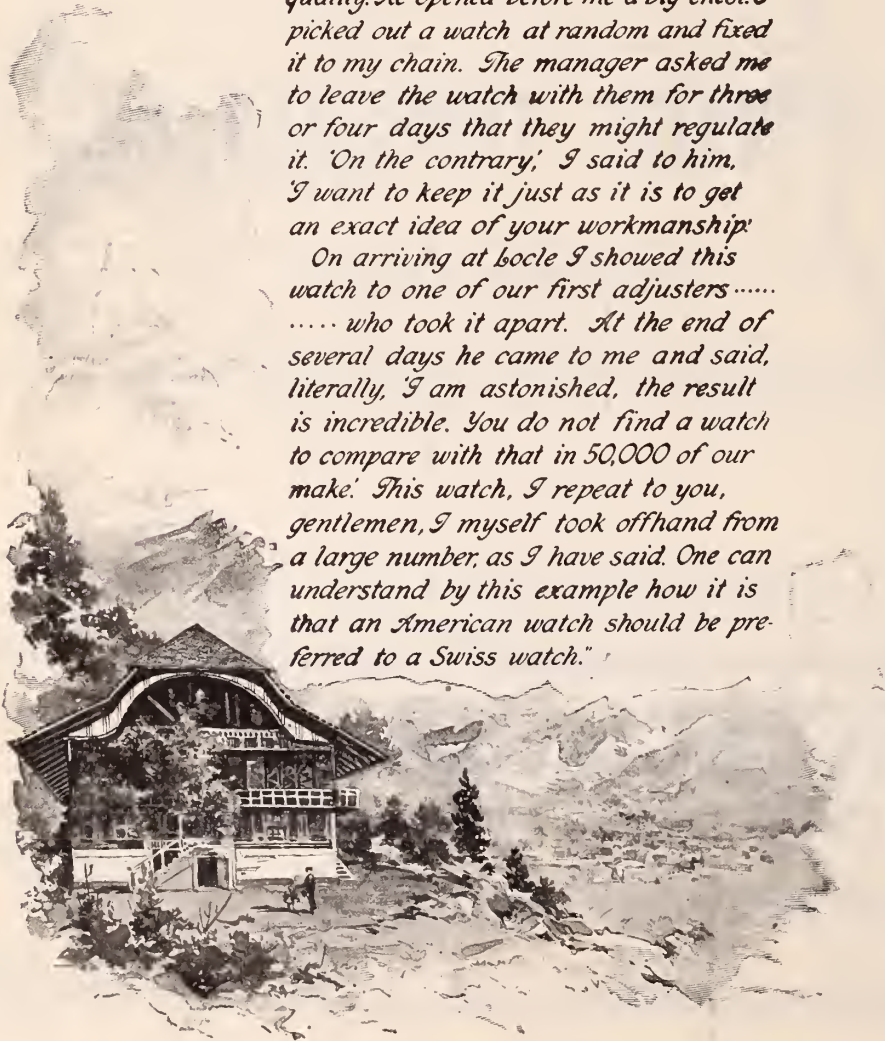 quality. He opened before me a big chest. I
picked out a watch at random and fixed
it to my chain. The manager asked me
to leave the watch with them for three
or four days that they might regulate
it. 'On the contrary,' I said to him,
'I want to keep it just as it is to get
an exact idea of your workmanship.'
On arriving at Locle I showed this
watch to one of our first adjusters ......
..... who took it apart. At the end of
several days he came to me and said,
literally, 'I am astonished, the result
is incredible. You do not find a watch
to compare with that in 50,000 of our
make.' This watch, I repeat to you,
gentlemen, I myself took offhand from
a large number, as I have said. One can
understand by this example how it is
that an American watch should be pre-
ferred to a Swiss watch."